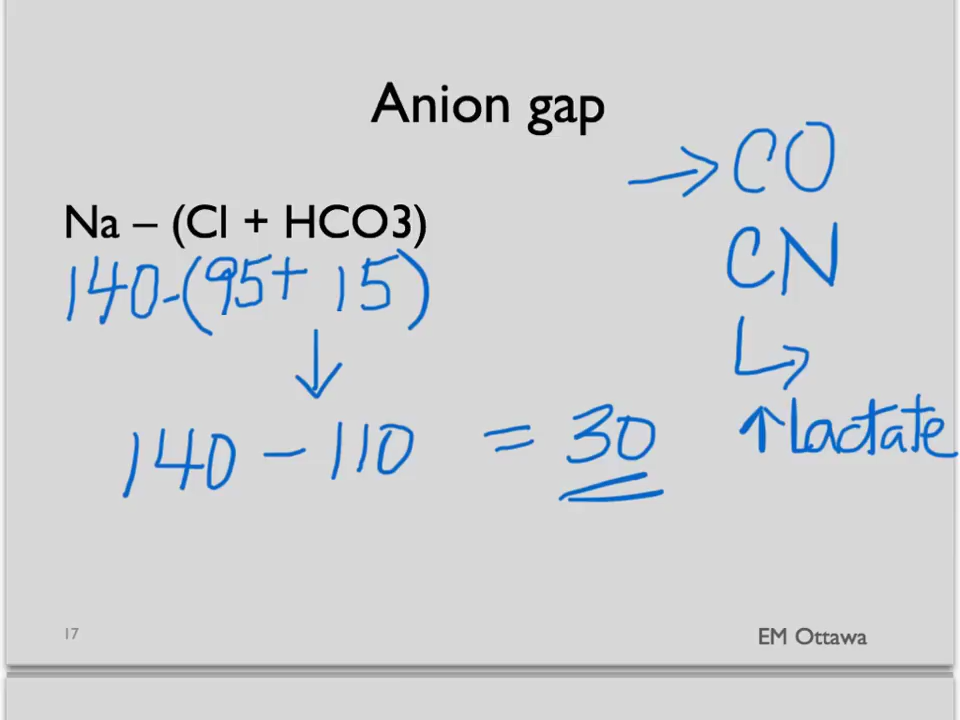 Anion gap
→ CO
Na – (Cl + HCO3)
140-(95+ 15)
CN
↓
↳
140 – 110 = 30
↑ Lactate
17
EM Ottawa